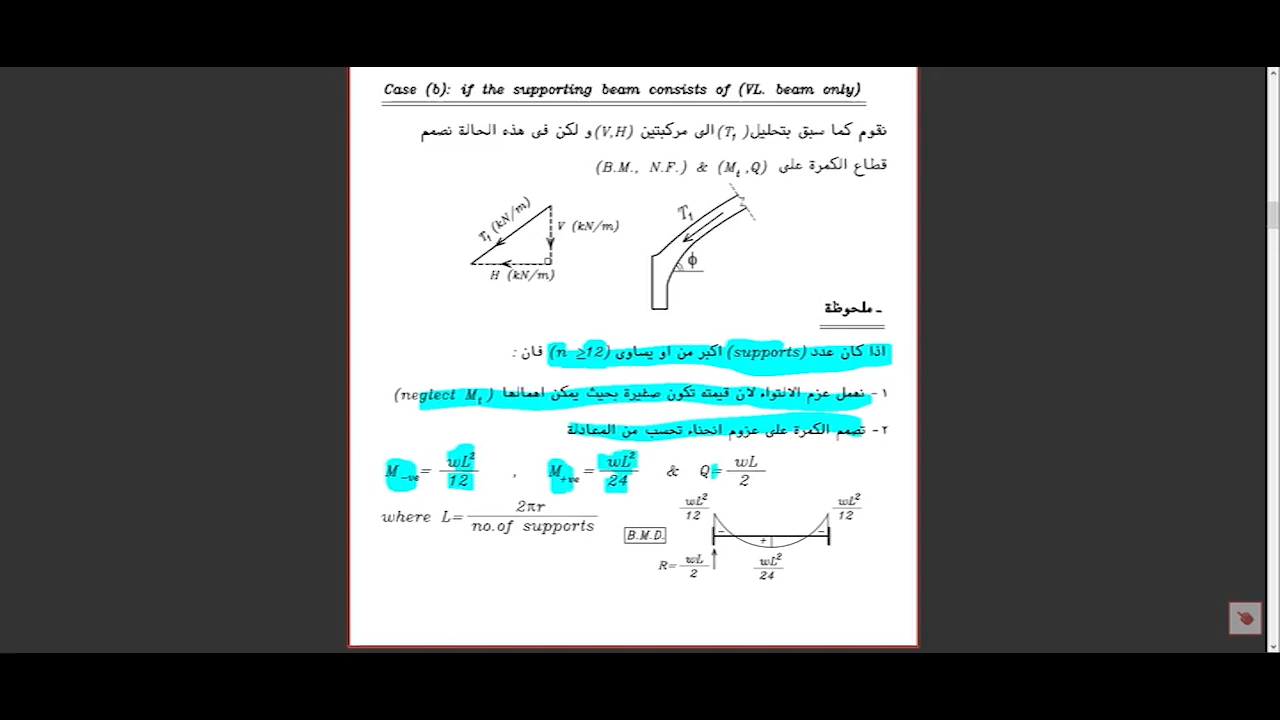 Case (b): if the supporting beam consists of (VL. beam only)
نقوم كما سبق بتحليل (T₁) الى مركبتين (V,H) و لكن فى هذه الحالة نصمم
قطاع الكمرة على (Mt ,Q) & (B.M., N.F.)
T₁ (kN/m)
V (kN/m)
H (kN/m)
T₁
ϕ
- ملحوظة
اذا كان عدد (supports) اكبر من او يساوى (n ≥12) فان :
١- نهمل عزم الالتواء لان قيمته تكون صغيرة بحيث يمكن اهمالها (neglect Mt)
٢- تصمم الكمرة على عزوم انحناء تحسب من المعادلة
M-ve = wL²/12 , M+ve = wL²/24 & Q = wL/2
where L= 2πr/no.of supports
B.M.D.
wL²/12
wL²/12
- + -
R= wL/2
wL²/24